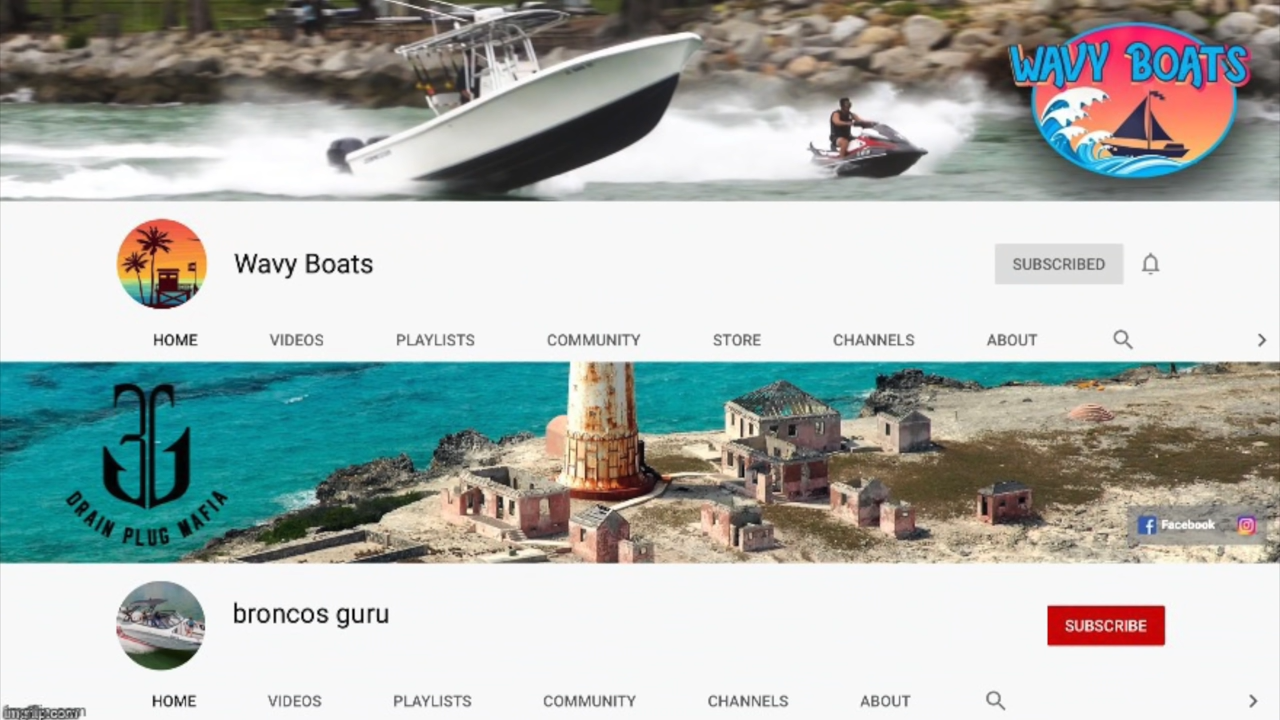 WAVY BOATS
Wavy Boats
SUBSCRIBED
HOME VIDEOS PLAYLISTS COMMUNITY STORE CHANNELS ABOUT
3G
DRAIN PLUG MAFIA
Facebook
broncos guru
SUBSCRIBE
HOME VIDEOS PLAYLISTS COMMUNITY CHANNELS ABOUT
imgflip.com